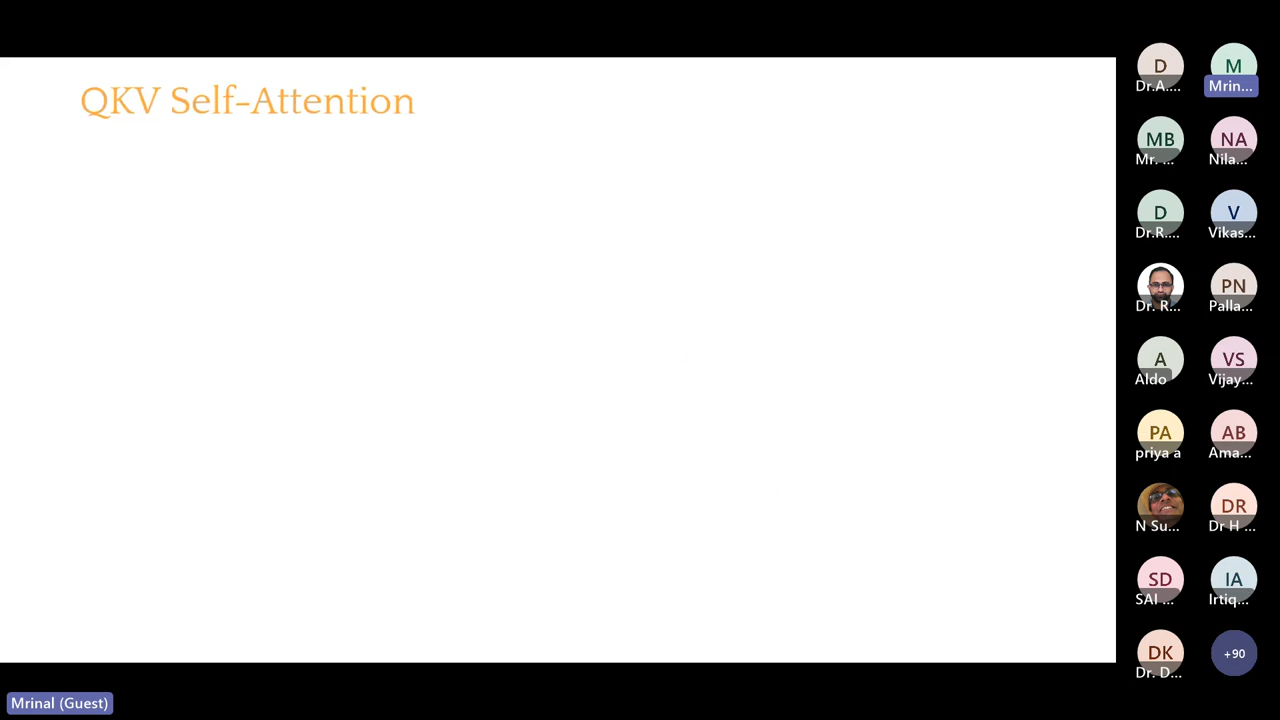 QKV Self-Attention
D
Dr.A....
M
Mrin...
MB
Mr. ...
NA
Nila...
D
Dr.R....
V
Vikas...
Dr. R...
PN
Palla...
A
Aldo
VS
Vijay...
PA
priya a
AB
Ama...
N Su...
DR
Dr H ...
SD
SAI ...
IA
Irtiq...
DK
Dr. D...
+90
Mrinal (Guest)